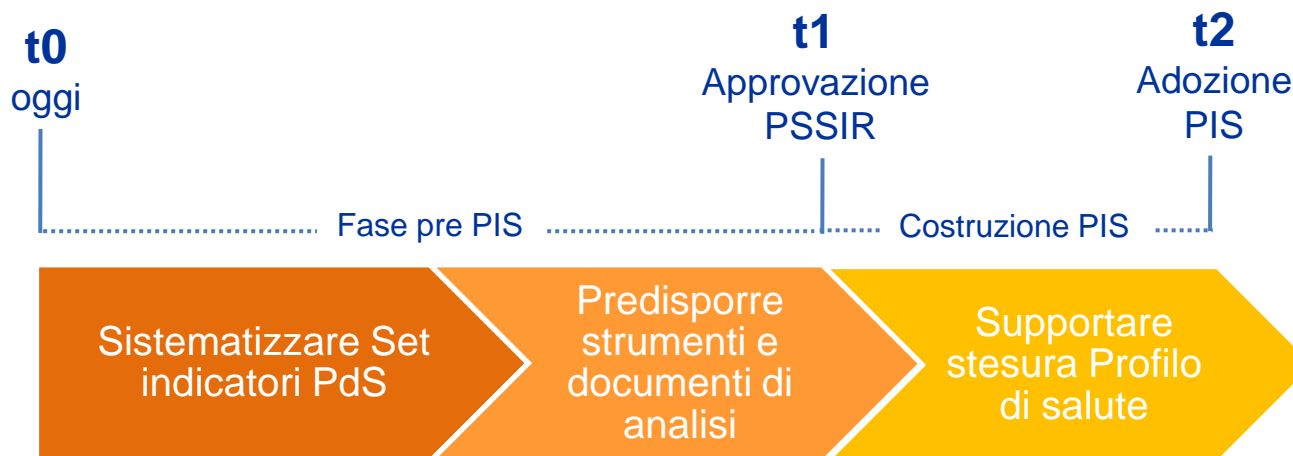 t0
oggi
t1
Approvazione
PSSIR
t2
Adozione
PIS
Fase pre PIS
Costruzione PIS
Sistematizzare Set
indicatori PdS
Predisporre
strumenti e
documenti di
analisi
Supportare
stesura Profilo
di salute